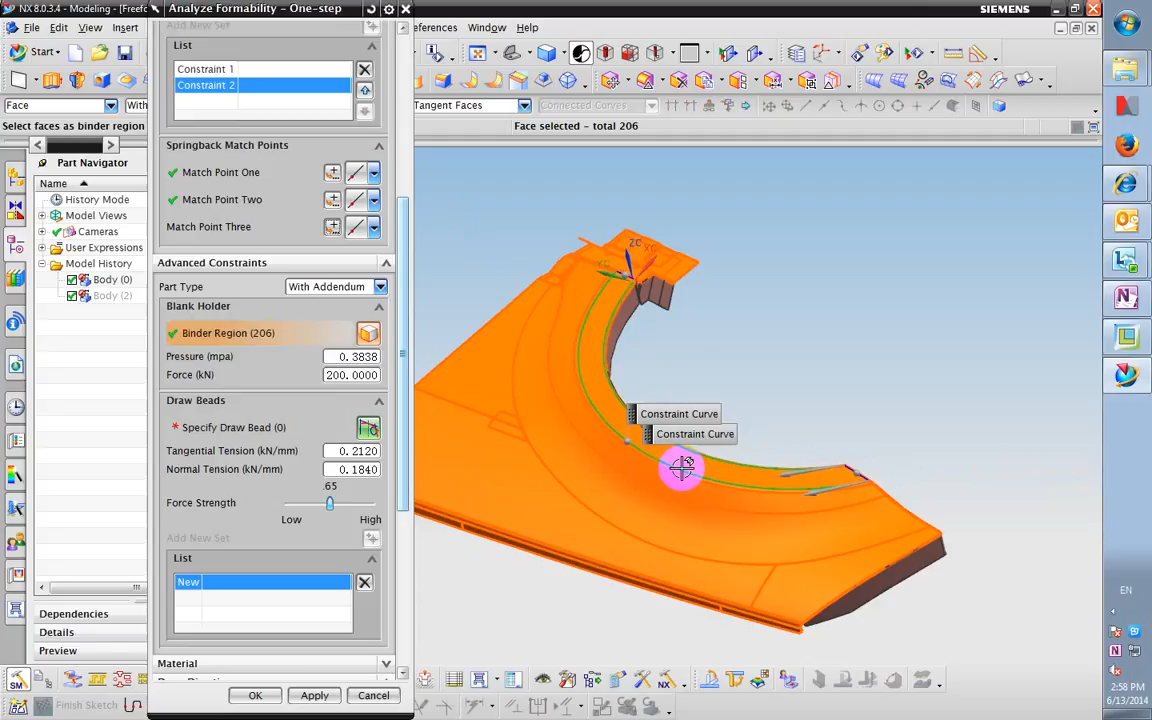 NX 8.0.3.4 - Modeling - [Freefo
Analyze Formability - One-step
SIEMENS
File Edit View Insert
eferences Help
Add New Set
Start
List
Constraint 1
Constraint 2
Face
With
Tangent Faces
Connected Curves
Select faces as binder region
Face selected - total 206
Springback Match Points
Part Navigator
Match Point One
Name
Match Point Two
History Mode
Model Views
Match Point Three
Cameras
User Expressions
Advanced Constraints
Model History
Part Type
With Addendum
Body (0)
Body (2)
Blank Holder
Binder Region (206)
Pressure (mpa) 0.3838
Force (kN) 200.0000
Draw Beads
Specify Draw Bead (0)
Tangential Tension (kN/mm) 0.2120
Normal Tension (kN/mm) 0.1840
.65
Force Strength
Low High
Add New Set
List
New
Material
OK Apply Cancel
Dependencies
Details
Preview
Finish Sketch
ZC
XC
YC
Constraint Curve
Constraint Curve
SM
NX
EN
2:58 PM
6/13/2014